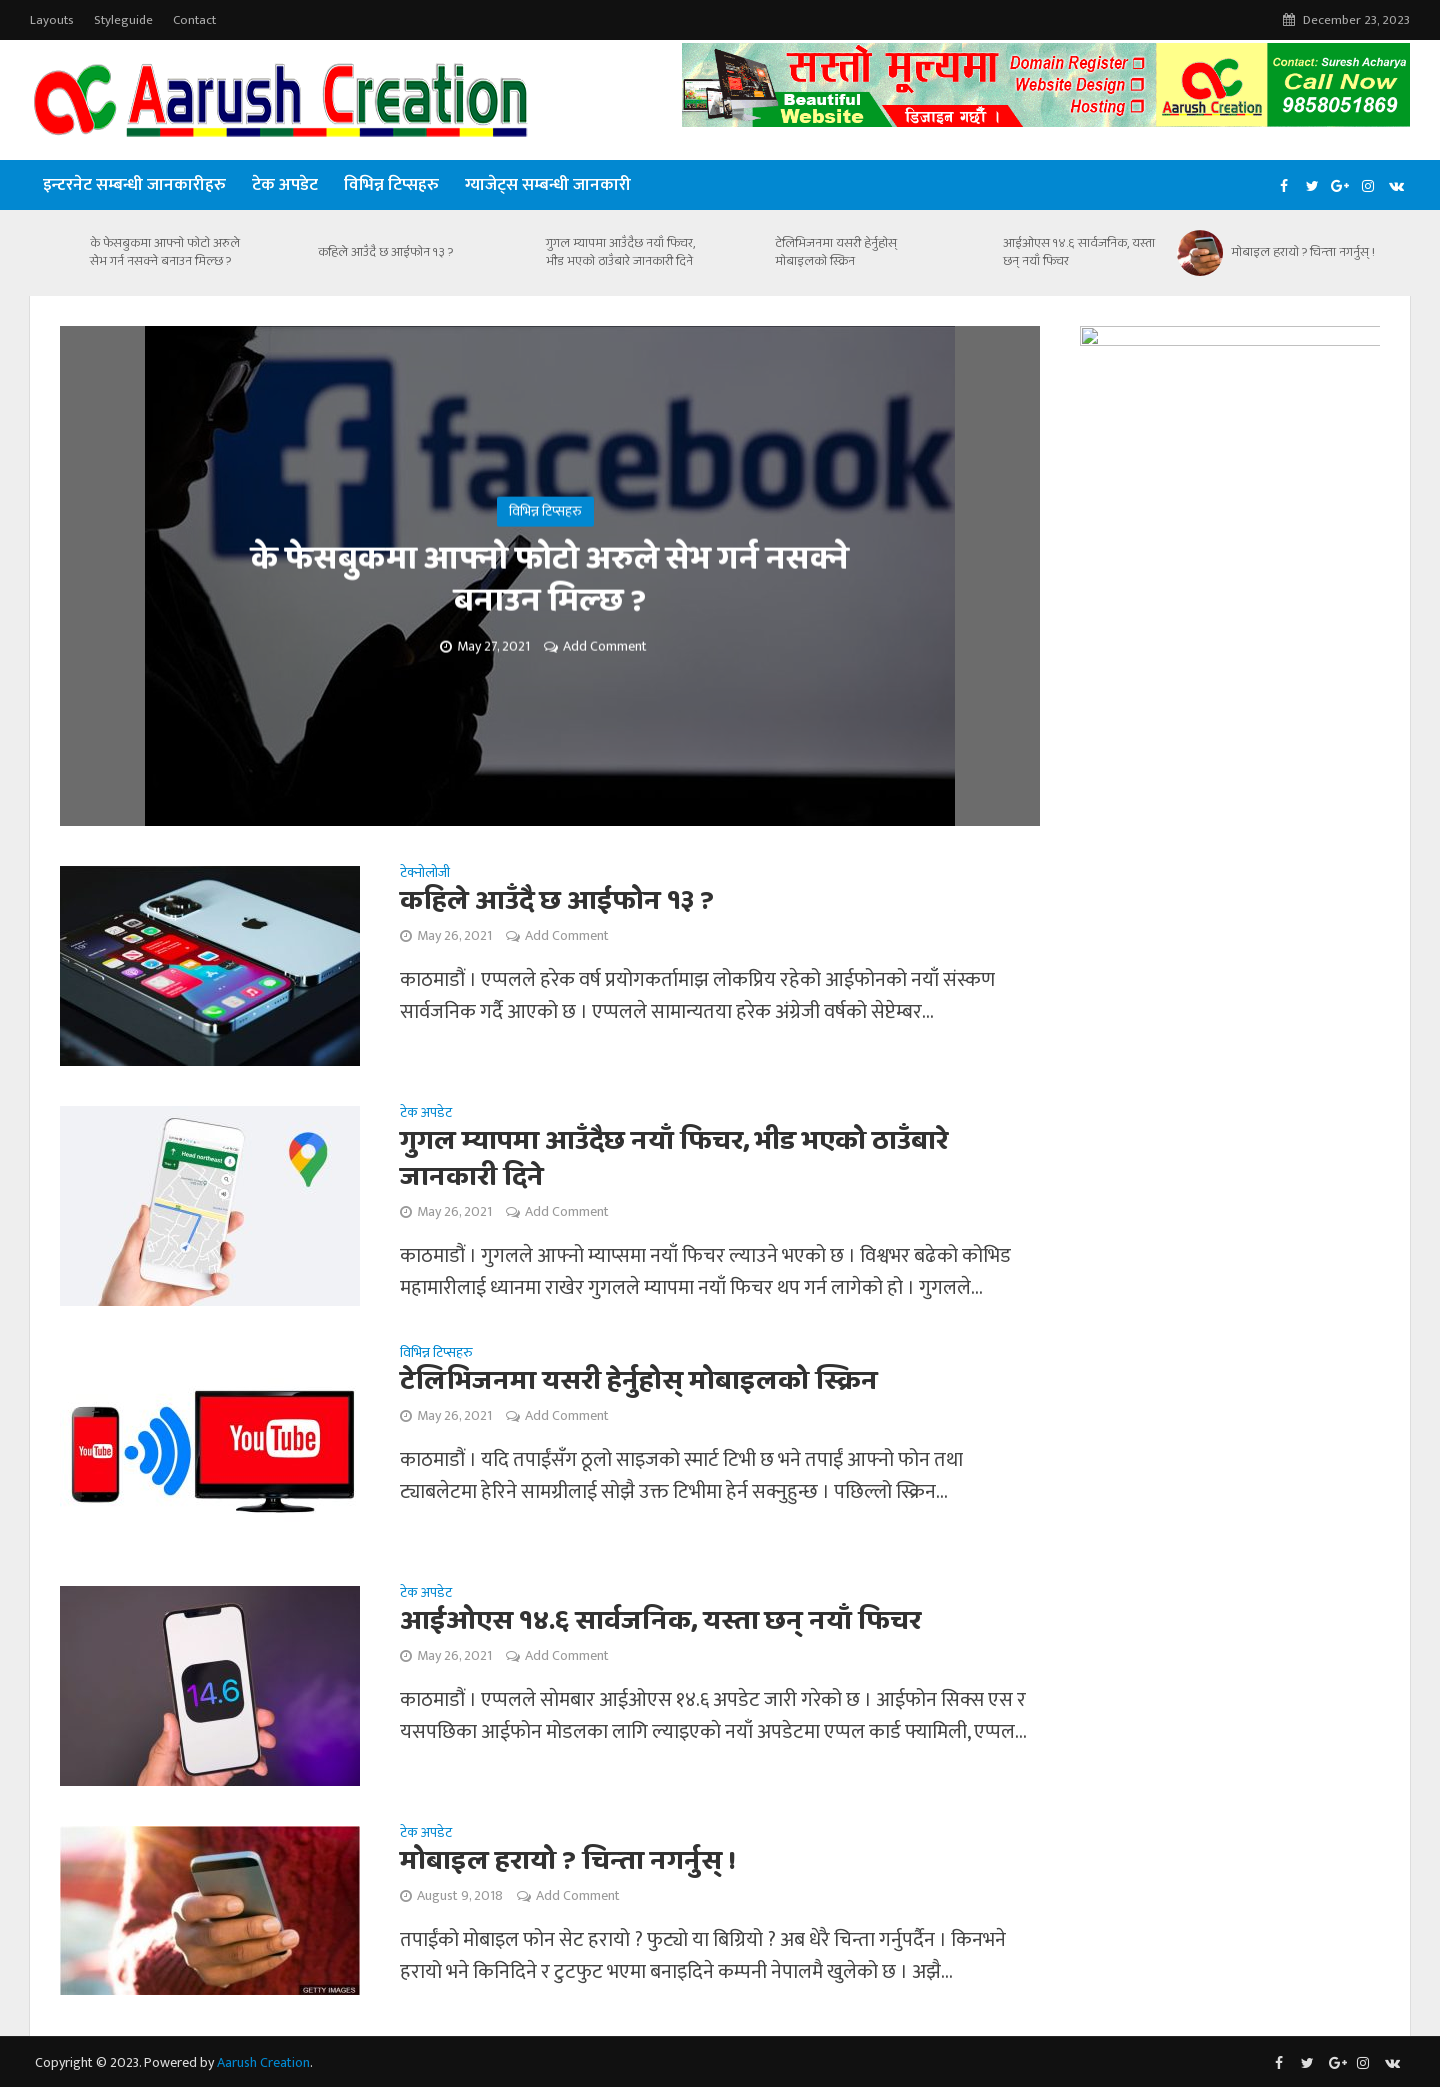 Layouts Styleguide Contact December 23, 2023
Aarush Creation
सस्तो मूल्यमा
Beautiful
Website
डिजाइन गर्छौं ।
Domain Register
Website Design
Hosting
Aarush Creation
Contact: Suresh Acharya
Call Now
9858051869
इन्टरनेट सम्बन्धी जानकारीहरु टेक अपडेट विभिन्न टिप्सहरु ग्याजेट्स सम्बन्धी जानकारी
के फेसबुकमा आफ्नो फोटो अरुले
सेभ गर्न नसक्ने बनाउन मिल्छ ?
कहिले आउँदै छ आईफोन १३ ?
गुगल म्यापमा आउँदैछ नयाँ फिचर,
भीड भएको ठाउँबारे जानकारी दिने
टेलिभिजनमा यसरी हेर्नुहोस्
मोबाइलको स्क्रिन
आईओएस १४.६ सार्वजनिक, यस्ता
छन् नयाँ फिचर
मोबाइल हरायो ? चिन्ता नगर्नुस् !
facebook
विभिन्न टिप्सहरु
के फेसबुकमा आफ्नो फोटो अरुले सेभ गर्न नसक्ने
बनाउन मिल्छ ?
May 27, 2021 Add Comment
टेक्नोलोजी
कहिले आउँदै छ आईफोन १३ ?
May 26, 2021 Add Comment
काठमाडौं । एप्पलले हरेक वर्ष प्रयोगकर्तामाझ लोकप्रिय रहेको आईफोनको नयाँ संस्कण
सार्वजनिक गर्दै आएको छ । एप्पलले सामान्यतया हरेक अंग्रेजी वर्षको सेप्टेम्बर...
Head northeast
टेक अपडेट
गुगल म्यापमा आउँदैछ नयाँ फिचर, भीड भएको ठाउँबारे
जानकारी दिने
May 26, 2021 Add Comment
काठमाडौं । गुगलले आफ्नो म्याप्समा नयाँ फिचर ल्याउने भएको छ । विश्वभर बढेको कोभिड
महामारीलाई ध्यानमा राखेर गुगलले म्यापमा नयाँ फिचर थप गर्न लागेको हो । गुगलले...
YouTube
YouTube
विभिन्न टिप्सहरु
टेलिभिजनमा यसरी हेर्नुहोस् मोबाइलको स्क्रिन
May 26, 2021 Add Comment
काठमाडौं । यदि तपाईंसँग ठूलो साइजको स्मार्ट टिभी छ भने तपाईं आफ्नो फोन तथा
ट्याबलेटमा हेरिने सामग्रीलाई सोझै उक्त टिभीमा हेर्न सक्नुहुन्छ । पछिल्लो स्क्रिन...
14.6
टेक अपडेट
आईओएस १४.६ सार्वजनिक, यस्ता छन् नयाँ फिचर
May 26, 2021 Add Comment
काठमाडौं । एप्पलले सोमबार आईओएस १४.६ अपडेट जारी गरेको छ । आईफोन सिक्स एस र
यसपछिका आईफोन मोडलका लागि ल्याइएको नयाँ अपडेटमा एप्पल कार्ड फ्यामिली, एप्पल...
GETTY IMAGES
टेक अपडेट
मोबाइल हरायो ? चिन्ता नगर्नुस् !
August 9, 2018 Add Comment
तपाईंको मोबाइल फोन सेट हरायो ? फुट्यो या बिग्रियो ? अब धेरै चिन्ता गर्नुपर्दैन । किनभने
हरायो भने किनिदिने र टुटफुट भएमा बनाइदिने कम्पनी नेपालमै खुलेको छ । अझै...
Copyright © 2023. Powered by Aarush Creation.